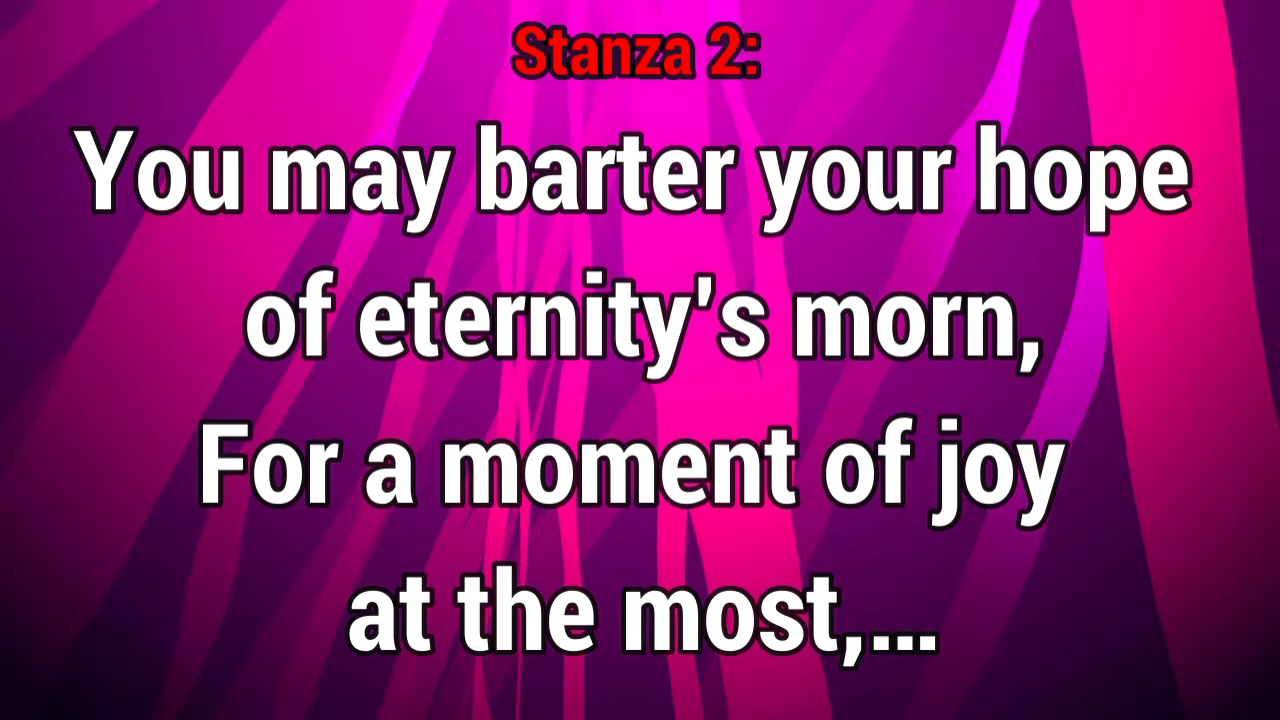 Stanza 2:
You may barter your hope
of eternity's morn,
For a moment of joy
at the most,...